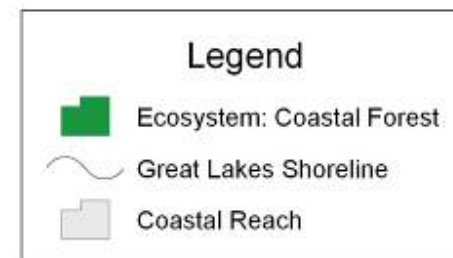 Legend
Ecosystem: Coastal Forest
Great Lakes Shoreline
Coastal Reach